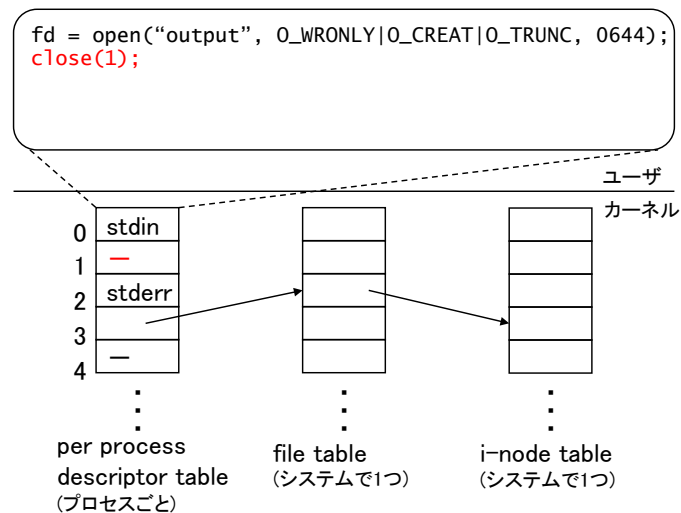 fd = open(“output”, O_WRONLY|O_CREAT|O_TRUNC, 0644);
close(1);
ユーザ
カーネル
0 stdin
1 ー
2 stderr
3
4 ー
per process
descriptor table
(プロセスごと)
file table
(システムで1つ)
i-node table
(システムで1つ)